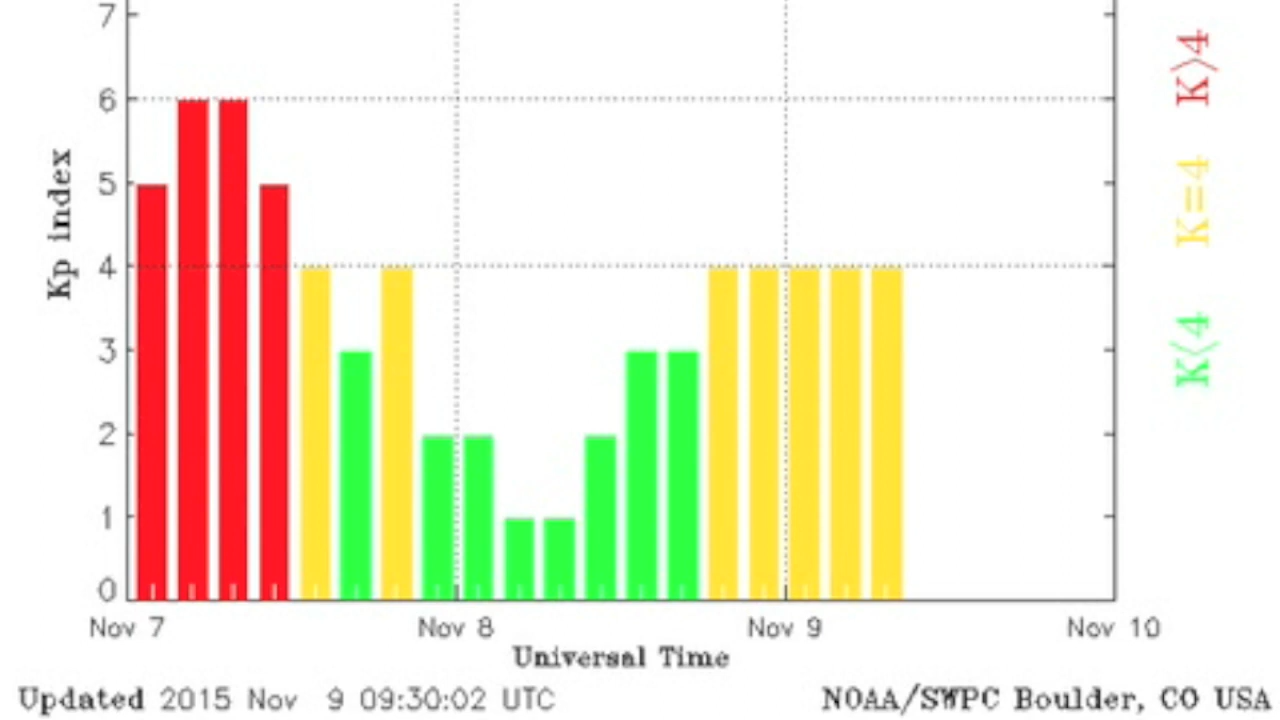 7
6
5
4
3
2
1
0
Kp index
Nov 7 Nov 8 Nov 9 Nov 10
Universal Time
K>4
K=4
K<4
Updated 2015 Nov 9 09:30:02 UTC
NOAA/SWPC Boulder, CO USA